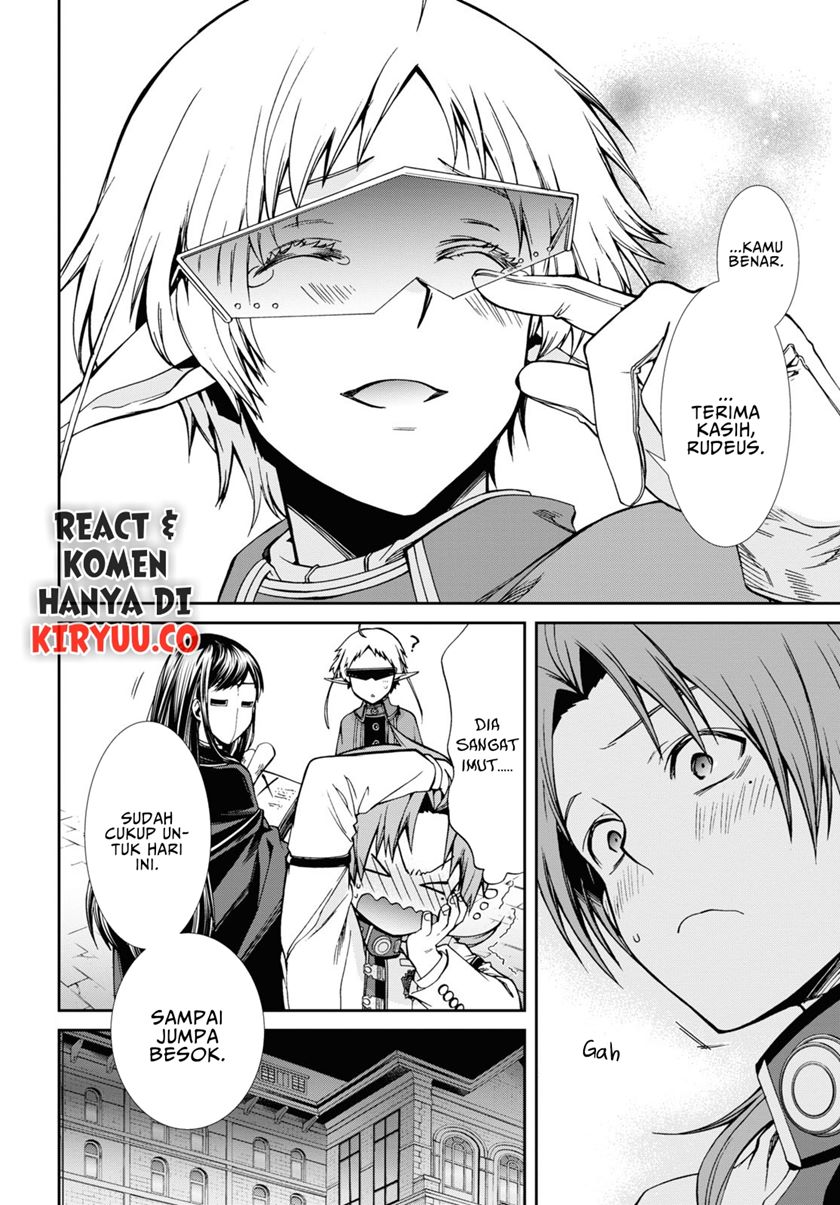 ...KAMU
BENAR.
...
TERIMA
KASIH,
RUDEUS.
REACT &
KOMEN
HANYA DI
KIRYUU.CO
Gah
?
DIA
SANGAT
IMUT.....
SUDAH
CUKUP UN-
TUK HARI
INI.
SAMPAI
JUMPA
BESOK.